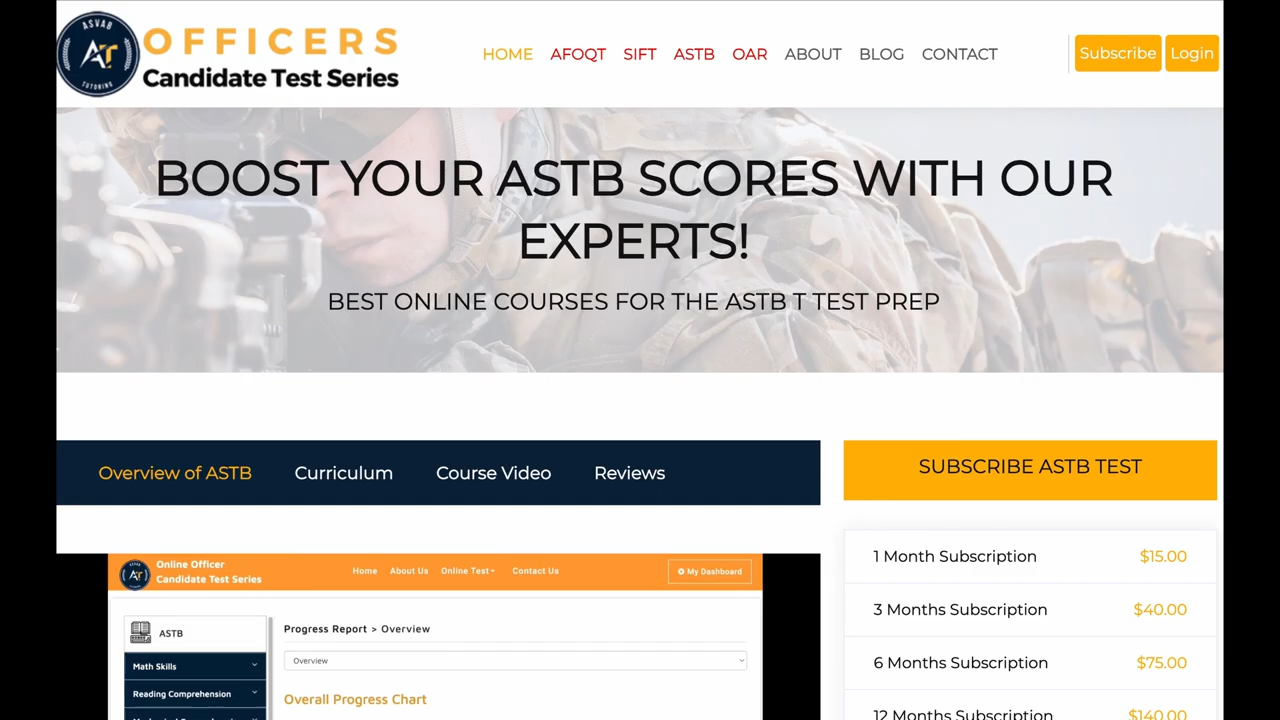 ASVAB
AT
TUTORING
OFFICERS
Candidate Test Series
HOME AFOQT SIFT ASTB OAR ABOUT BLOG CONTACT
Subscribe Login
BOOST YOUR ASTB SCORES WITH OUR
EXPERTS!
BEST ONLINE COURSES FOR THE ASTB T TEST PREP
Overview of ASTB Curriculum Course Video Reviews
SUBSCRIBE ASTB TEST
1 Month Subscription $15.00
3 Months Subscription $40.00
6 Months Subscription $75.00
12 Months Subscription $140.00
Online Officer
Candidate Test Series
Home About Us Online Test Contact Us My Dashboard
ASTB
Math Skills
Reading Comprehension
Progress Report > Overview
Overview
Overall Progress Chart